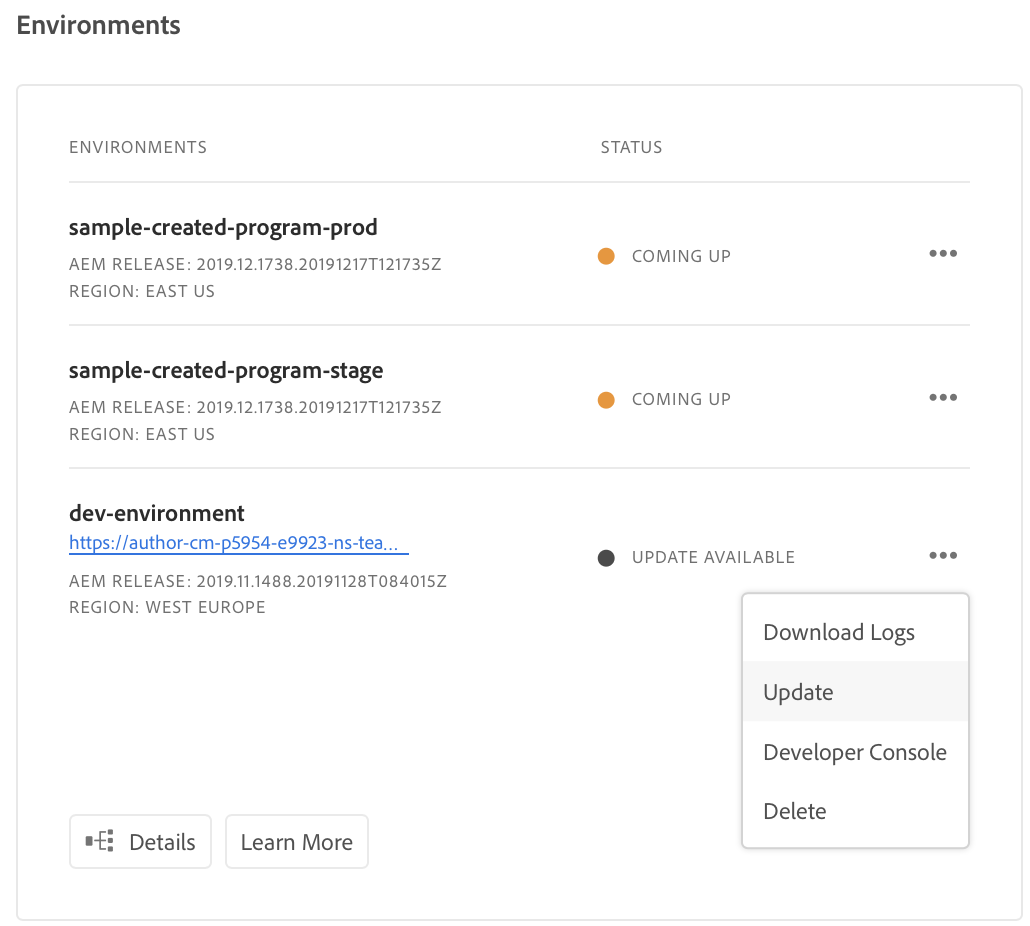 Environments
ENVIRONMENTS STATUS
sample-created-program-prod
AEM RELEASE: 2019.12.1738.20191217T121735Z
REGION: EAST US
COMING UP
sample-created-program-stage
AEM RELEASE: 2019.12.1738.20191217T121735Z
REGION: EAST US
COMING UP
dev-environment
https://author-cm-p5954-e9923-ns-tea...
AEM RELEASE: 2019.11.1488.20191128T084015Z
REGION: WEST EUROPE
UPDATE AVAILABLE
Download Logs
Update
Developer Console
Delete
Details
Learn More